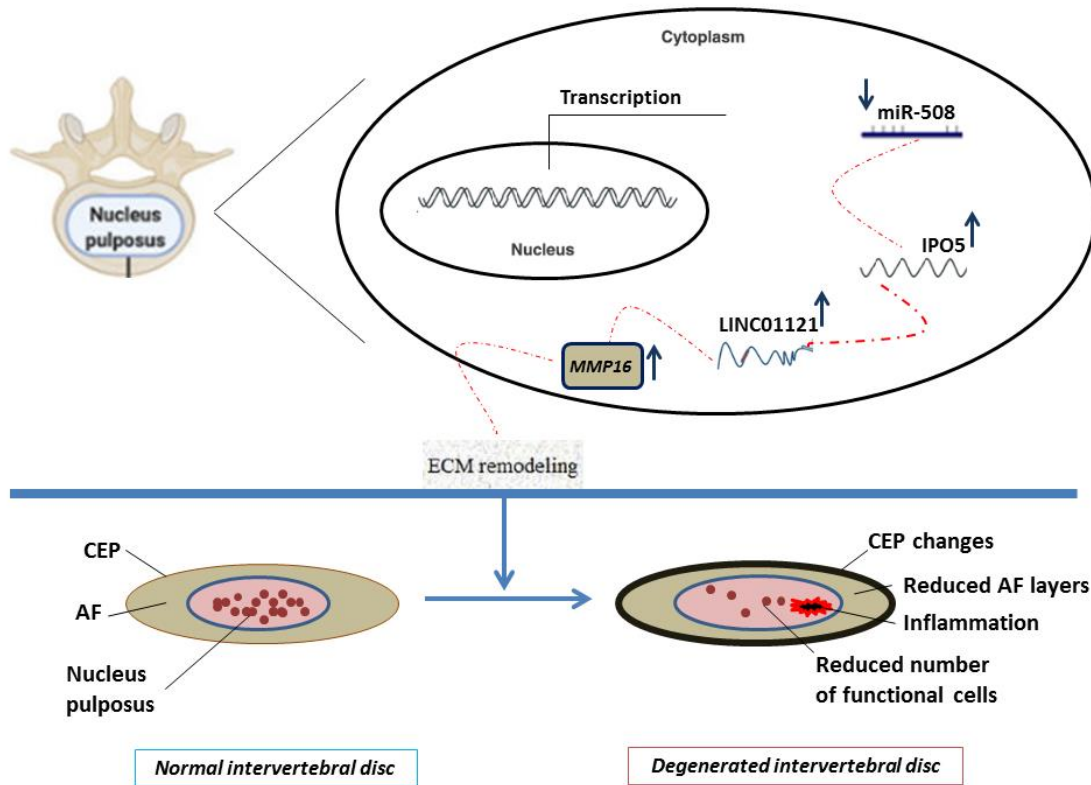 Cytoplasm
Transcription
miR-508
Nucleus
pulposus
Nucleus
IPO5
LINC01121
MMP16
ECM remodeling
CEP
AF
Nucleus
pulposus
CEP changes
Reduced AF layers
Inflammation
Reduced number
of functional cells
Normal intervertebral disc
Degenerated intervertebral disc